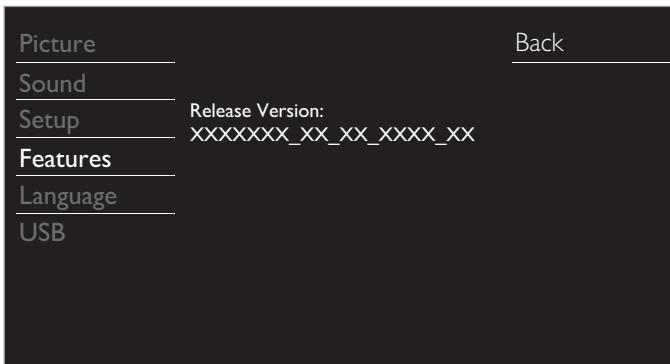 Picture
Back
Sound
Setup
Release Version:
XXXXXXX_XX_XX_XXXX_XX
Features
Language
USB